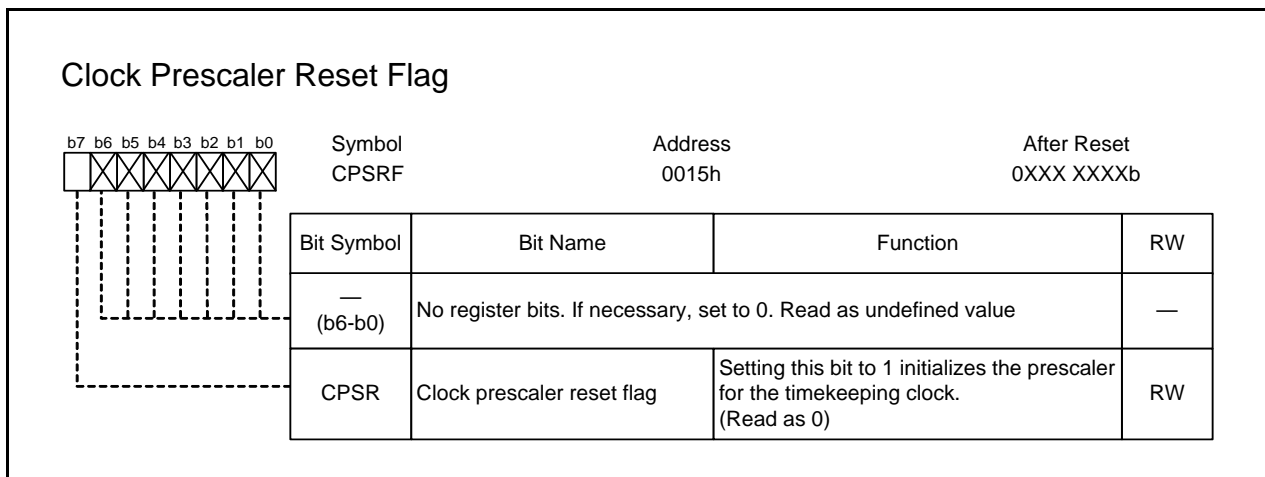 Clock Prescaler Reset Flag
b7 b6 b5 b4 b3 b2 b1 b0
Symbol Address After Reset
CPSRF 0015h 0XXX XXXXb
Bit Symbol Bit Name Function RW
—
(b6-b0) No register bits. If necessary, set to 0. Read as undefined value —
CPSR Clock prescaler reset flag Setting this bit to 1 initializes the prescaler
for the timekeeping clock.
(Read as 0) RW